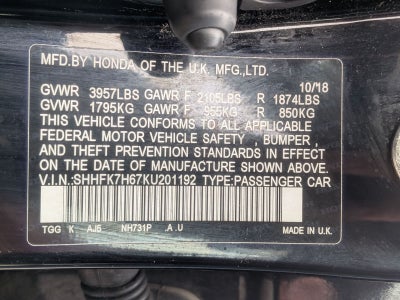 MFD.BY HONDA OF THE U.K. MFG.,LTD.
10/18
GVWR 3957LBS GAWR F 2105LBS R 1874LBS
GVWR 1795KG GAWR F 955KG R 850KG
THIS VEHICLE CONFORMS TO ALL APPLICABLE
FEDERAL MOTOR VEHICLE SAFETY , BUMPER ,
AND THEFT PREVENTION STANDARDS IN EFFECT
ON THE DATE OF MANUFACTURE SHOWN ABOVE.
V.I.N.:SHHFK7H67KU201192 TYPE:PASSENGER CAR
TGG K AJ5 NH731P A U MADE IN U.K.